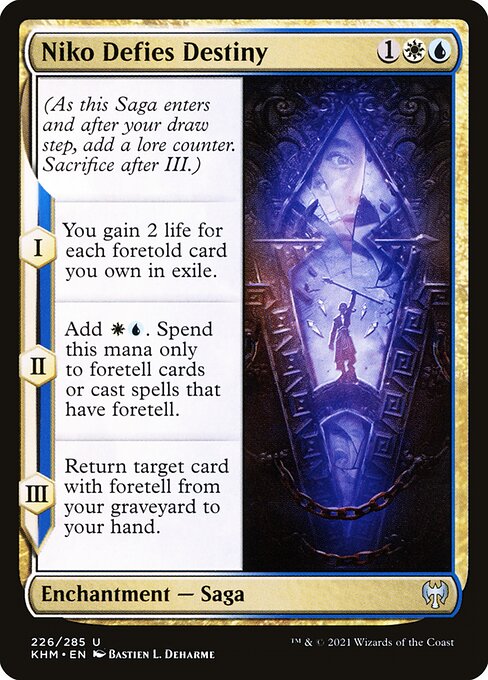 Niko Defies Destiny
1
(As this Saga enters
and after your draw
step, add a lore counter.
Sacrifice after III.)
I
You gain 2 life for
each foretold card
you own in exile.
II
Add . Spend
this mana only
to foretell cards
or cast spells that
have foretell.
III
Return target card
with foretell from
your graveyard to
your hand.
Enchantment — Saga
226/285 U
KHM • EN Bastien L. Deharme
™ & © 2021 Wizards of the Coast